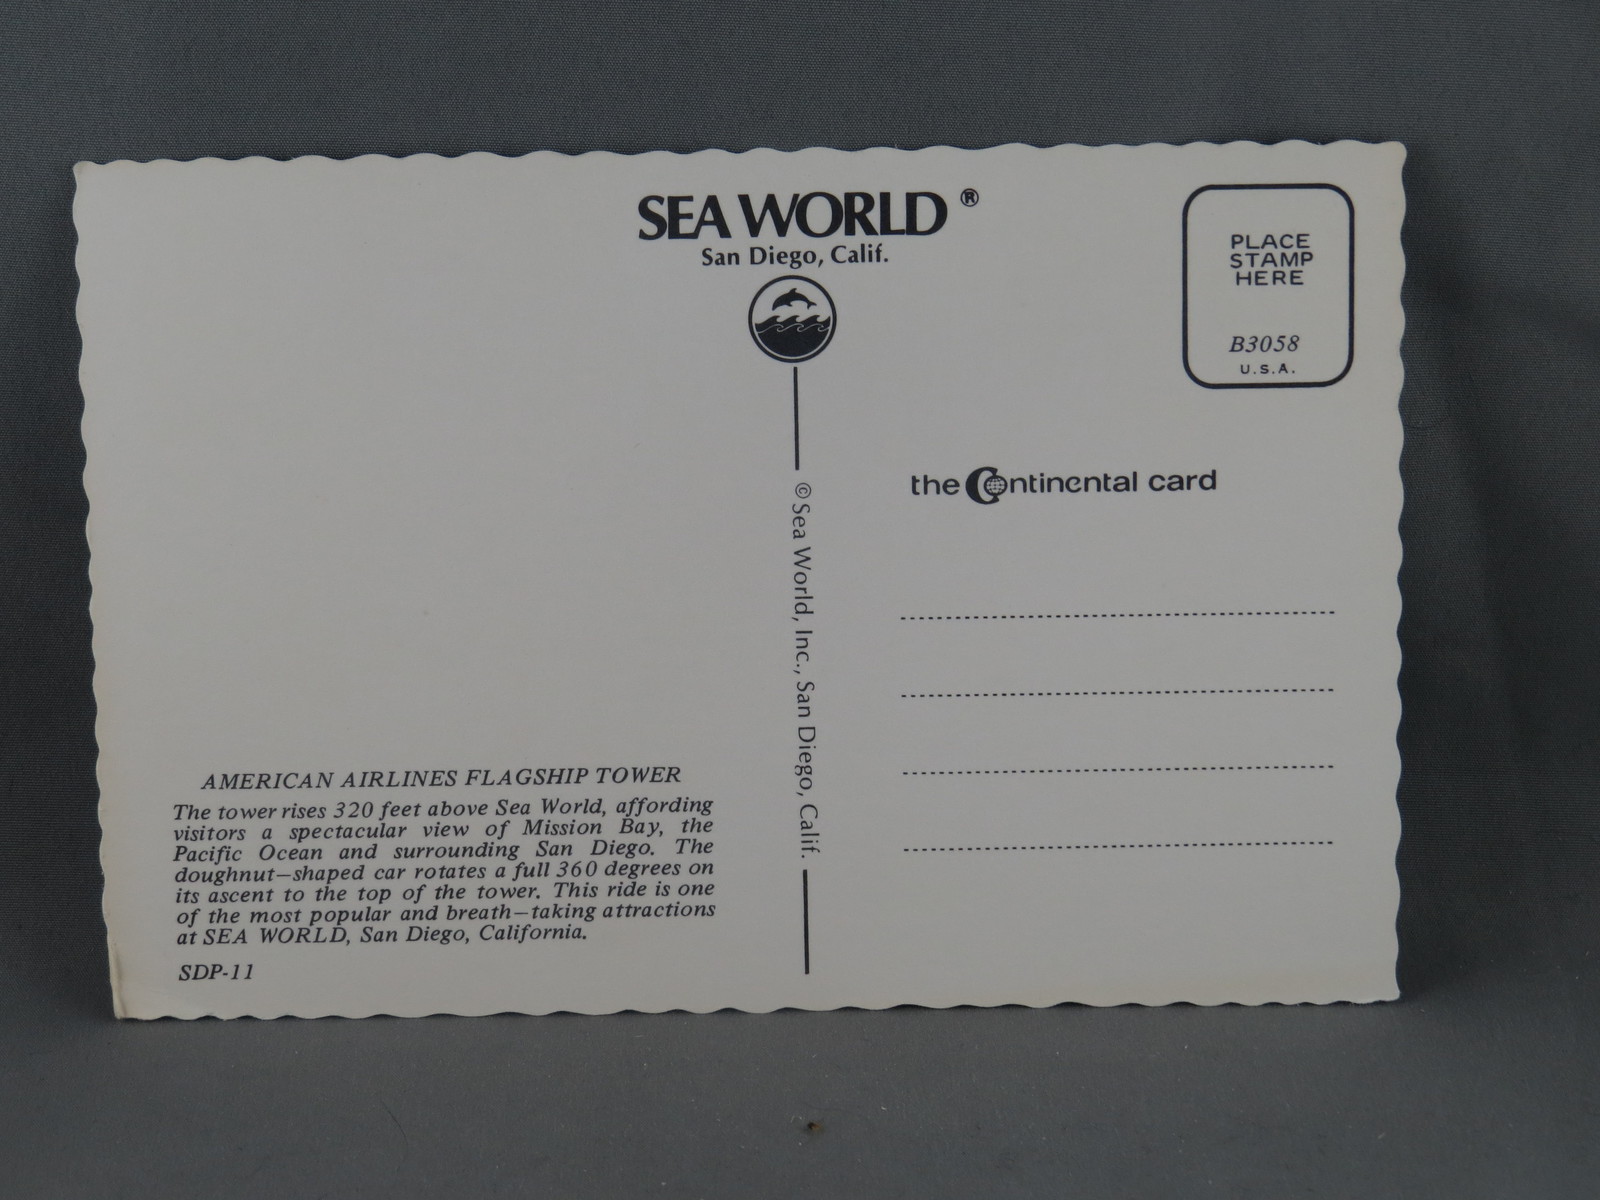 SEA WORLD ®
San Diego, Calif.
PLACE
STAMP
HERE
B3058
U.S.A.
the Continental card
© Sea World, Inc., San Diego, Calif.
AMERICAN AIRLINES FLAGSHIP TOWER
The tower rises 320 feet above Sea World, affording
visitors a spectacular view of Mission Bay, the
Pacific Ocean and surrounding San Diego. The
doughnut—shaped car rotates a full 360 degrees on
its ascent to the top of the tower. This ride is one
of the most popular and breath—taking attractions
at SEA WORLD, San Diego, California.
SDP-11